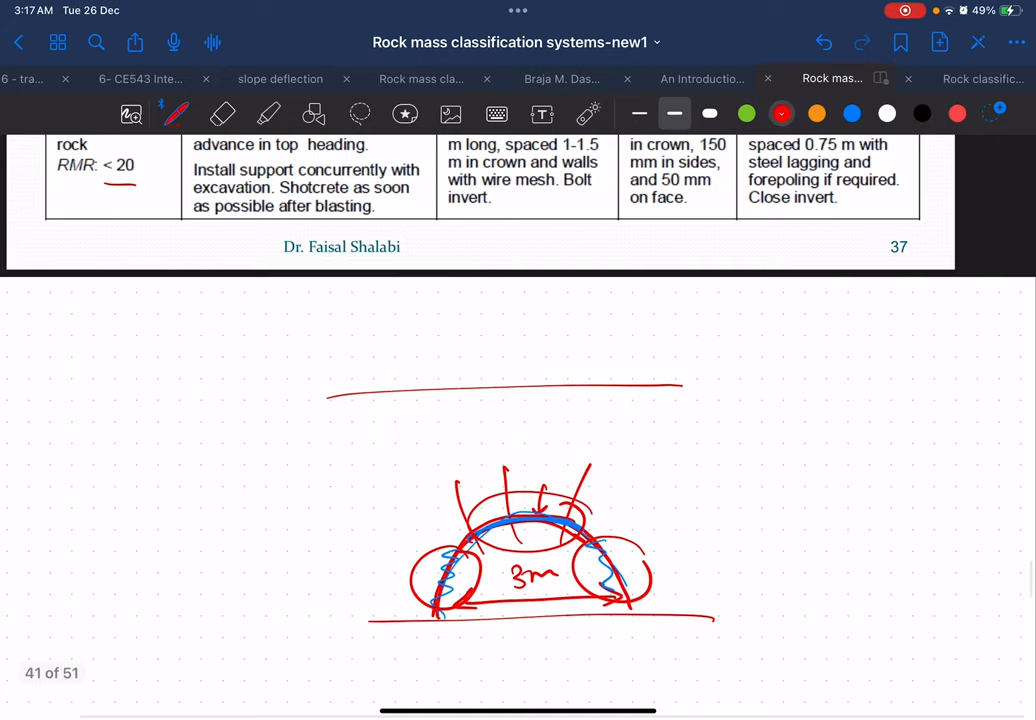 3:17AM Tue 26 Dec
49%
Rock mass classification systems-new1
6 - tra...
6- CE543 Inte...
slope deflection
Rock mass cla...
Braja M. Das...
An Introductio...
Rock mas...
Rock classific...
rock
RMR: < 20
advance in top heading.
Install support concurrently with
excavation. Shotcrete as soon
as possible after blasting.
m long, spaced 1-1.5
m in crown and walls
with wire mesh. Bolt
invert.
in crown, 150
mm in sides,
and 50 mm
on face.
spaced 0.75 m with
steel lagging and
forepoling if required.
Close invert.
Dr. Faisal Shalabi
37
3m
41 of 51